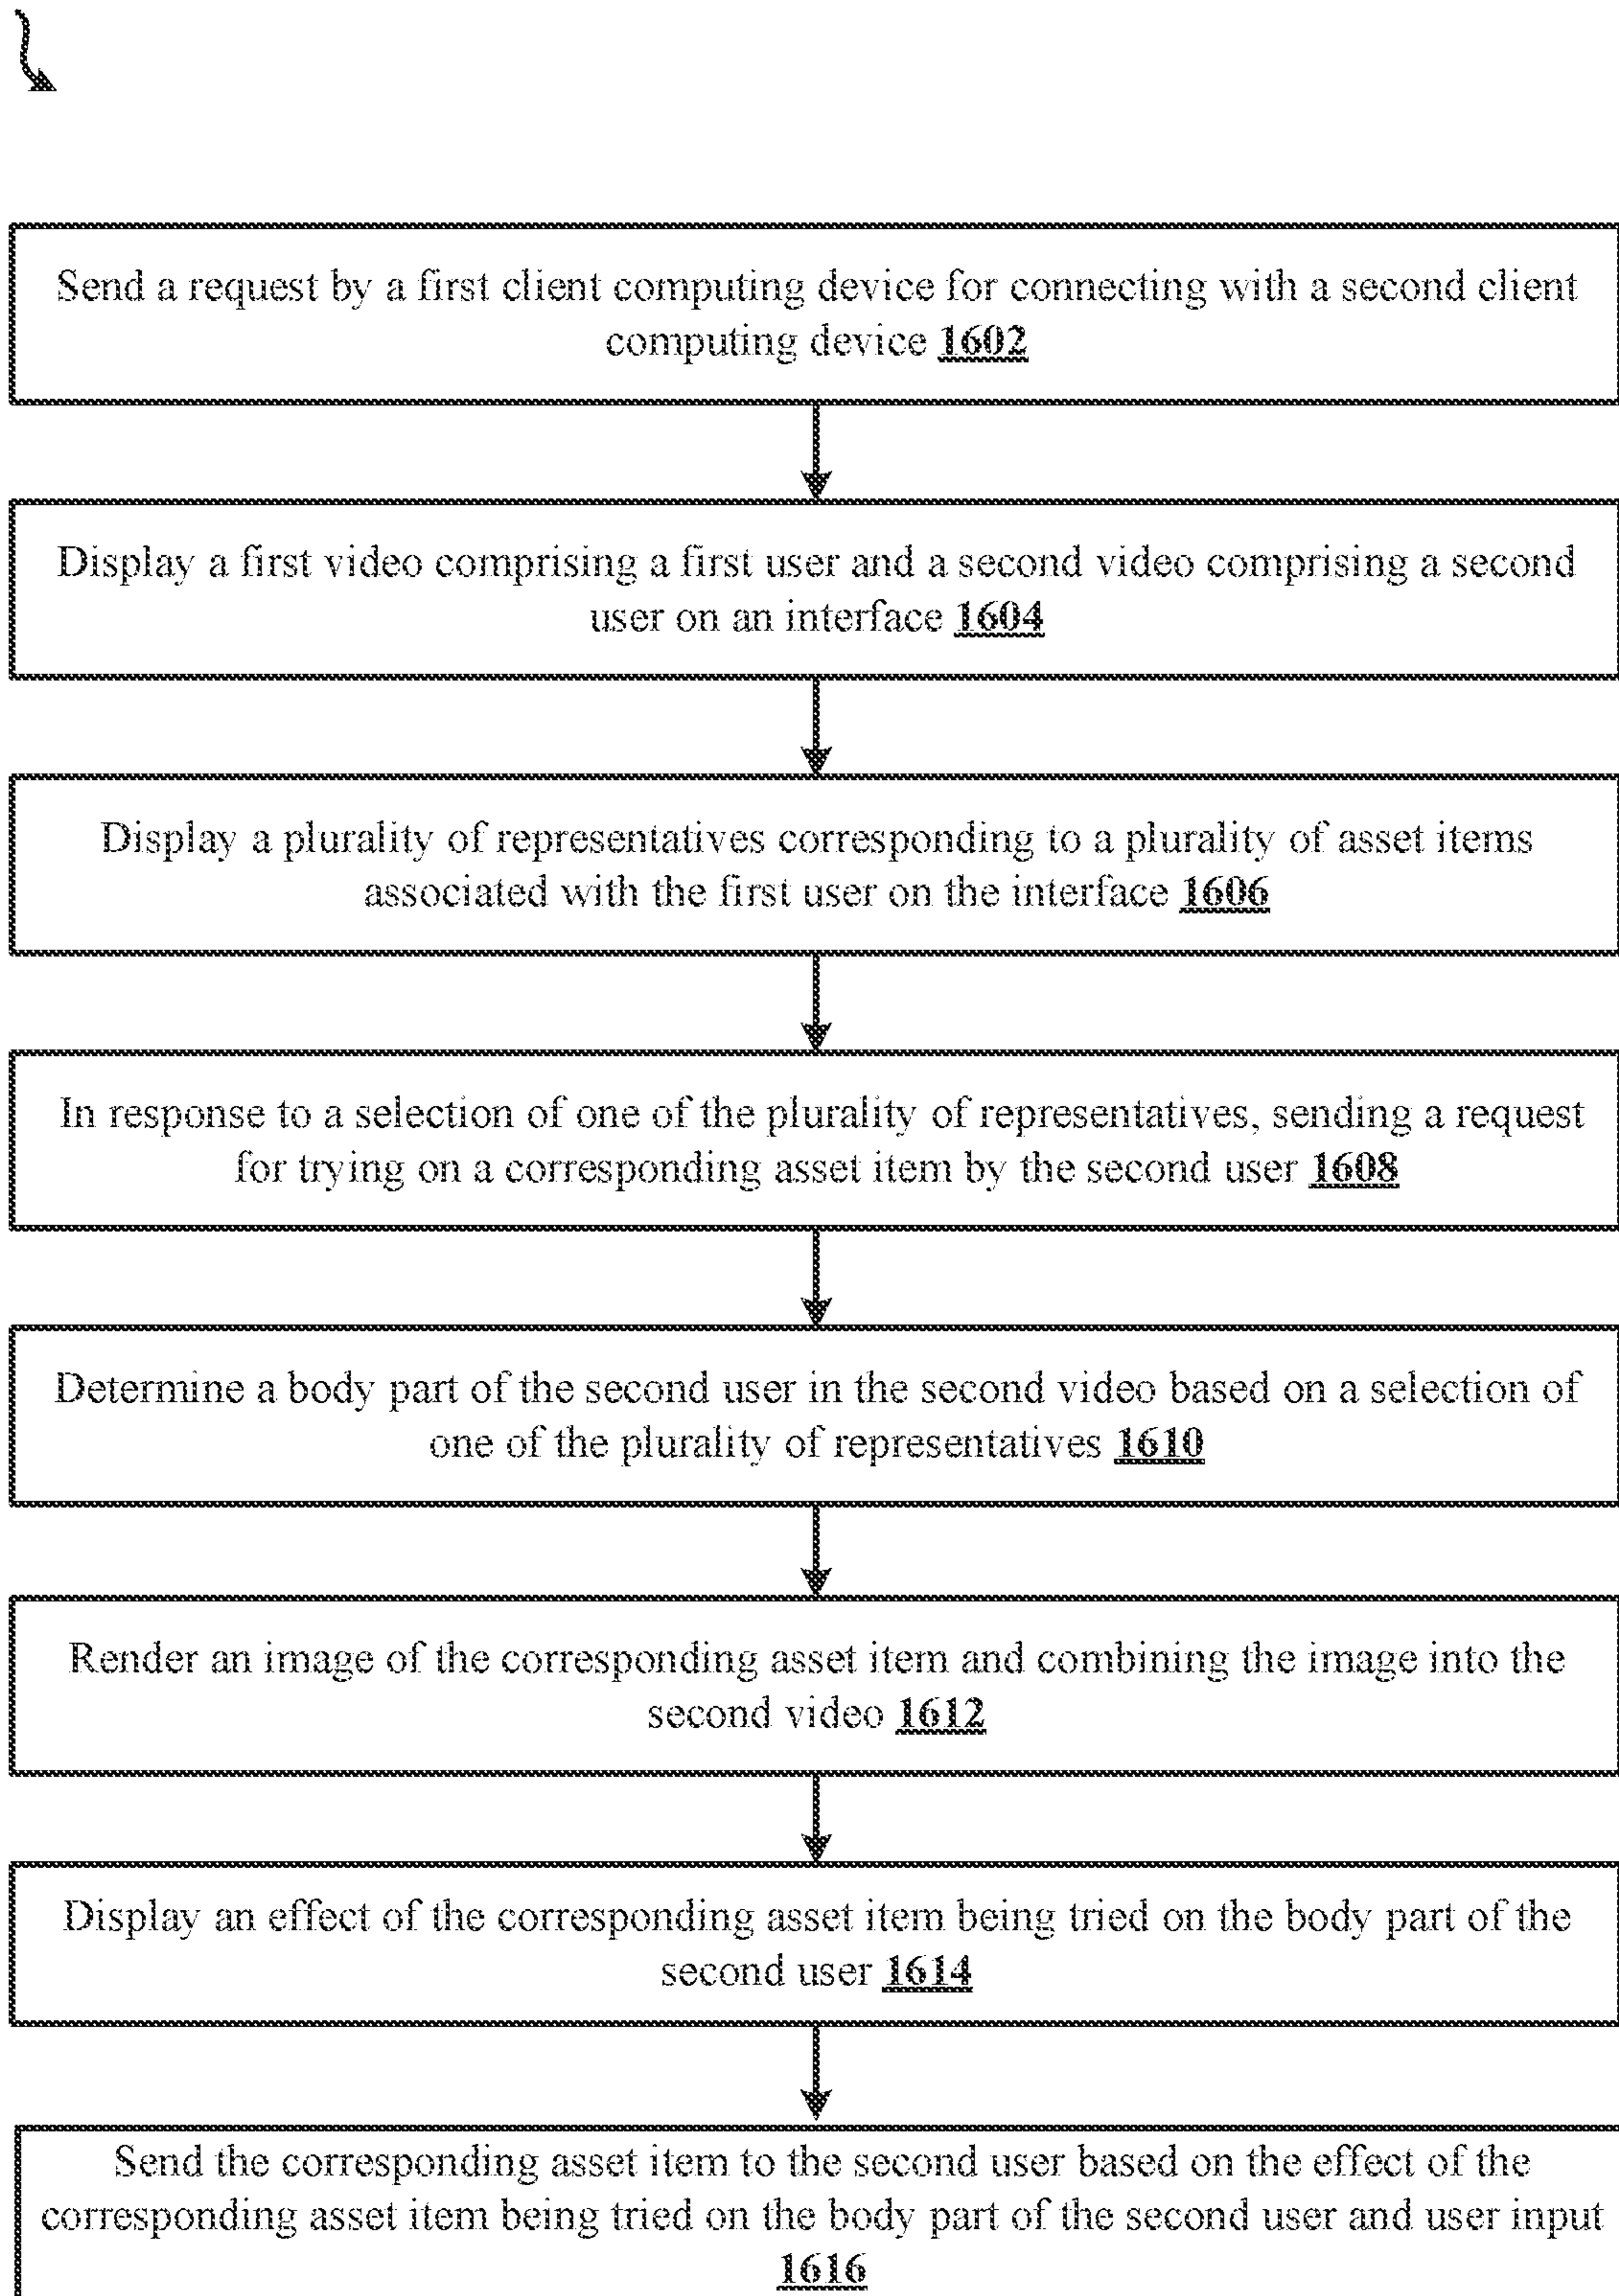 Send a request by a first client computing device for connecting with a second client
computing device 1602
Display a first video comprising a first user and a second video comprising a second
user on an interface 1604
Display a plurality of representatives corresponding to a plurality of asset items
associated with the first user on the interface 1606
In response to a selection of one of the plurality of representatives, sending a request
for trying on a corresponding asset item by the second user 1608
Determine a body part of the second user in the second video based on a selection of
one of the plurality of representatives 1610
Render an image of the corresponding asset item and combining the image into the
second video 1612
Display an effect of the corresponding asset item being tried on the body part of the
second user 1614
Send the corresponding asset item to the second user based on the effect of the
corresponding asset item being tried on the body part of the second user and user input
1616